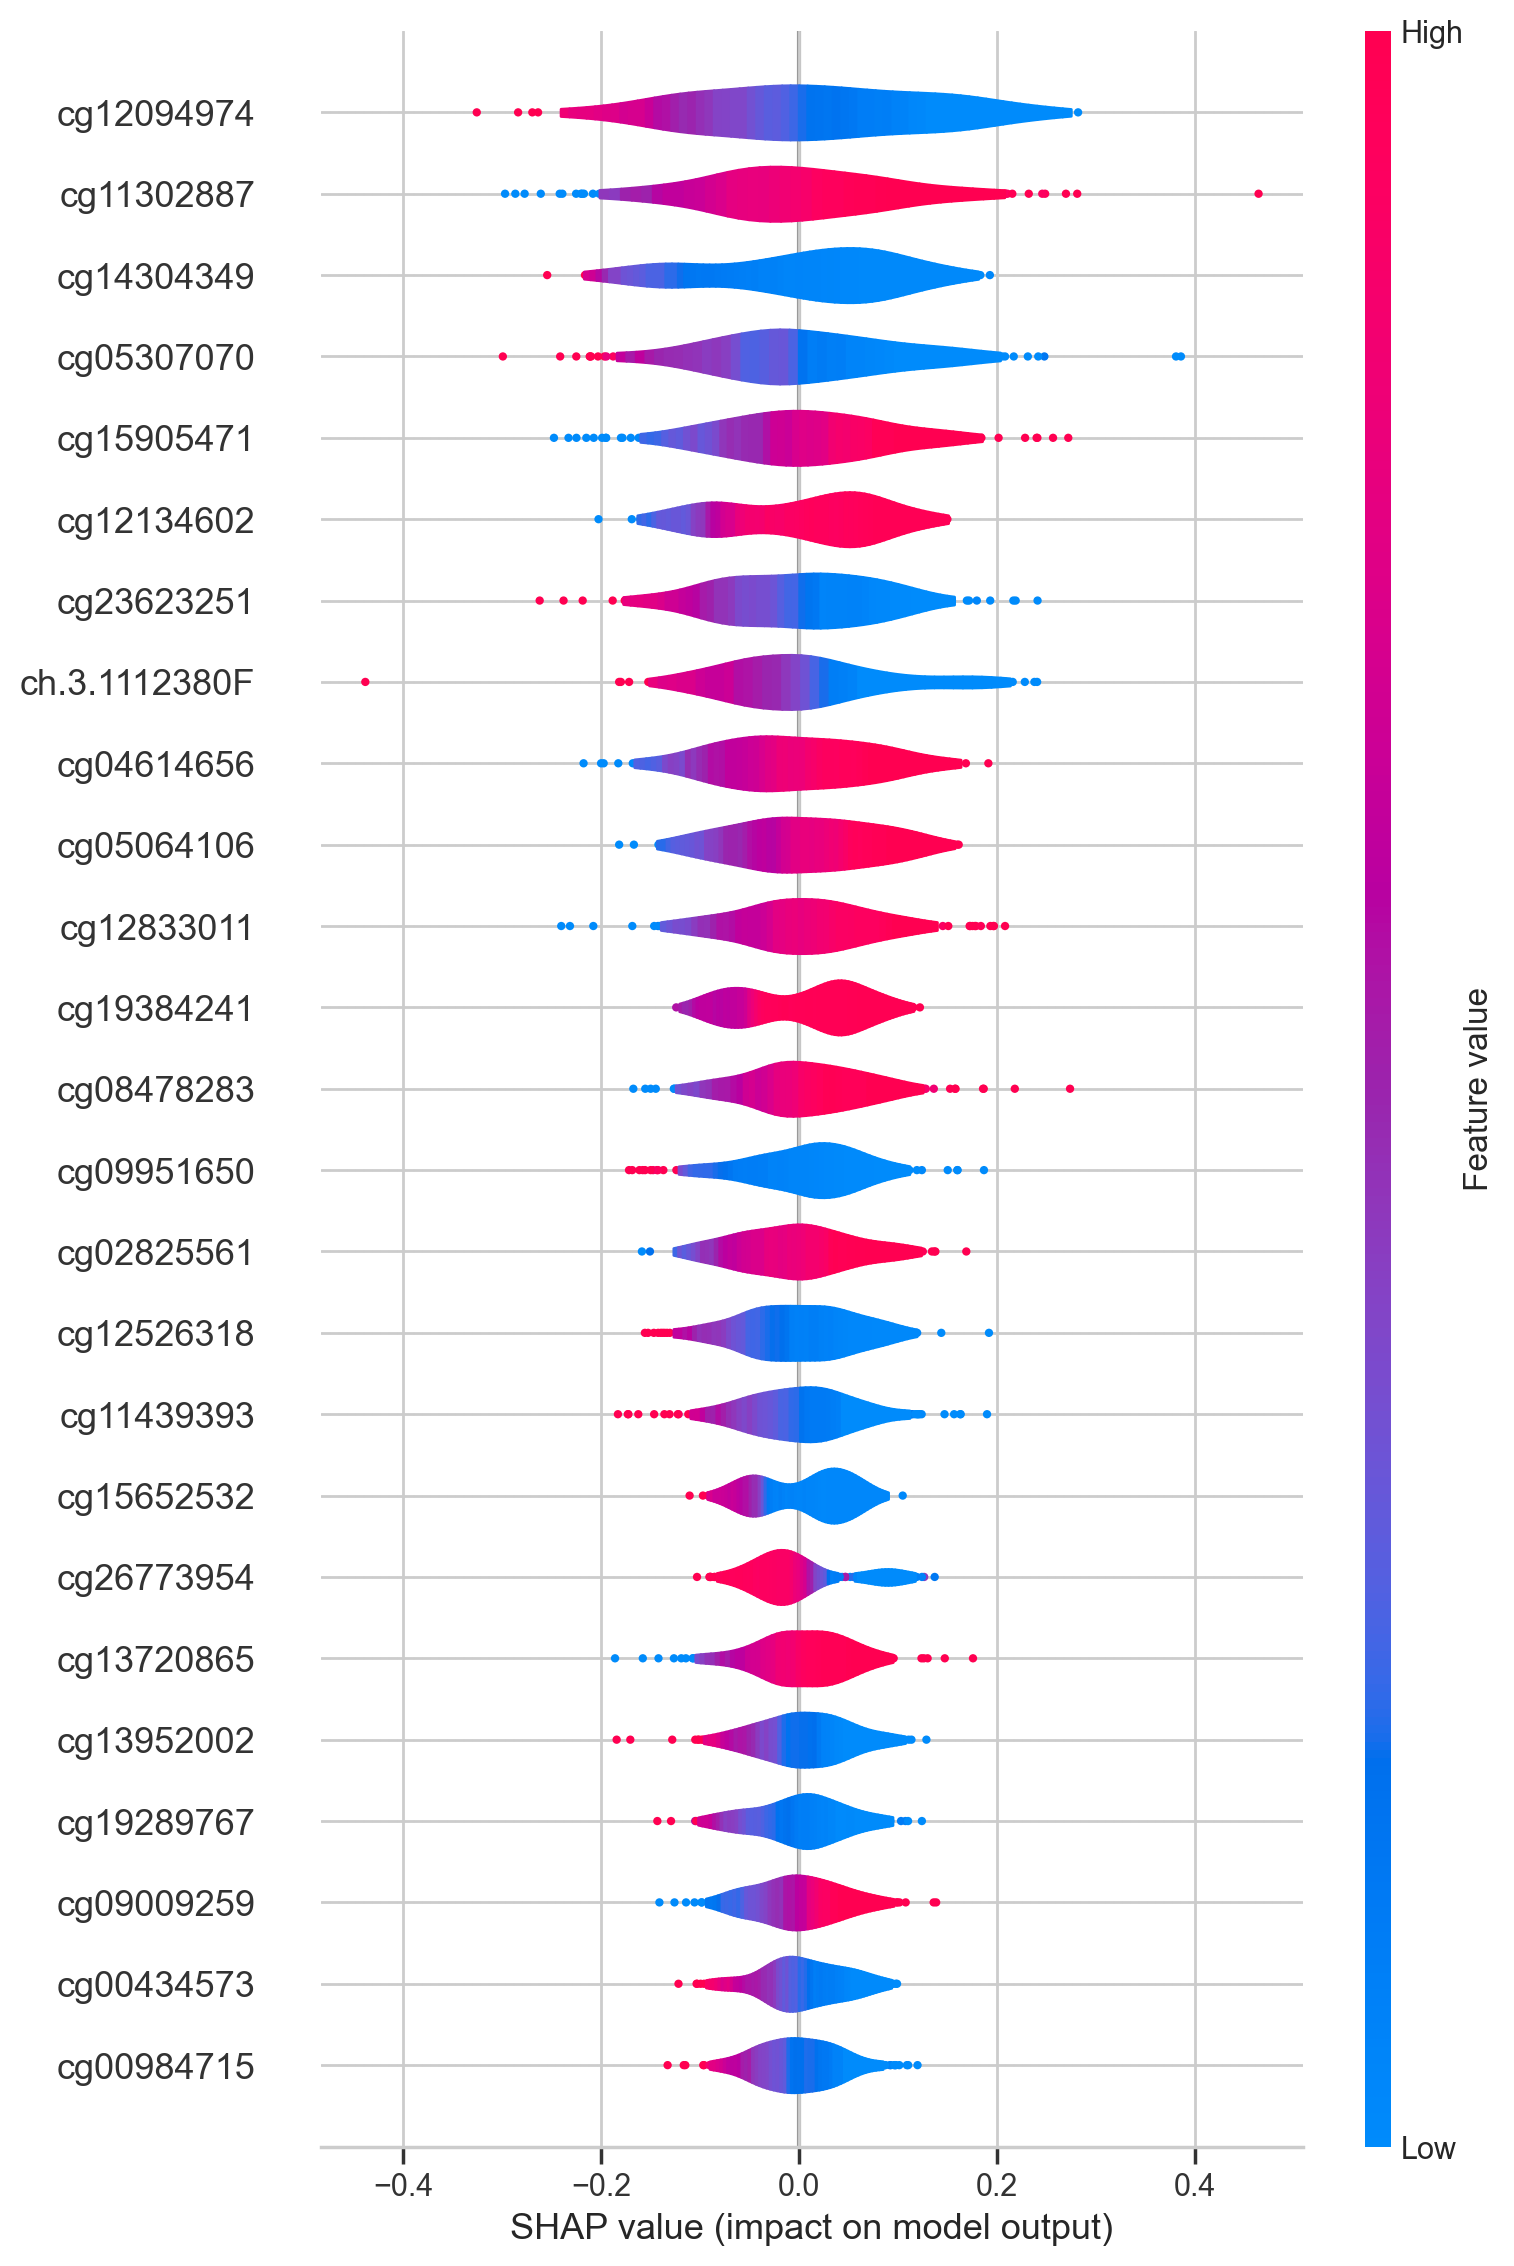 High
cg12094974
cg11302887
cg14304349
cg05307070
cg15905471
cg12134602
cg23623251
ch.3.1112380F
cg04614656
cg05064106
cg12833011
cg19384241
cg08478283
cg09951650
cg02825561
cg12526318
cg11439393
cg15652532
cg26773954
cg13720865
cg13952002
cg19289767
cg09009259
cg00434573
cg00984715
Feature value
Low
−0.4 −0.2 0.0 0.2 0.4
SHAP value (impact on model output)